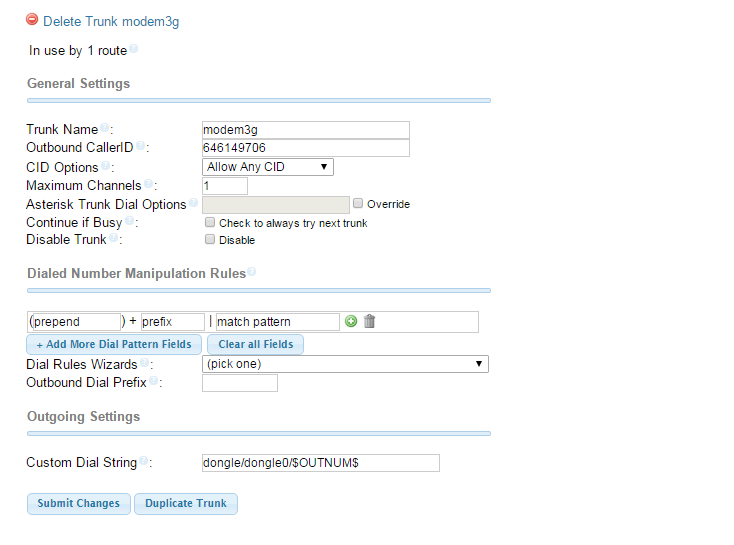 Delete Trunk modem3g
In use by 1 route
General Settings
Trunk Name : modem3g
Outbound CallerID : 646149706
CID Options : Allow Any CID
Maximum Channels : 1
Asterisk Trunk Dial Options Override
Continue if Busy : Check to always try next trunk
Disable Trunk : Disable
Dialed Number Manipulation Rules
(prepend ) + prefix | match pattern
+ Add More Dial Pattern Fields Clear all Fields
Dial Rules Wizards : (pick one)
Outbound Dial Prefix :
Outgoing Settings
Custom Dial String : dongle/dongle0/$OUTNUM$
Submit Changes Duplicate Trunk